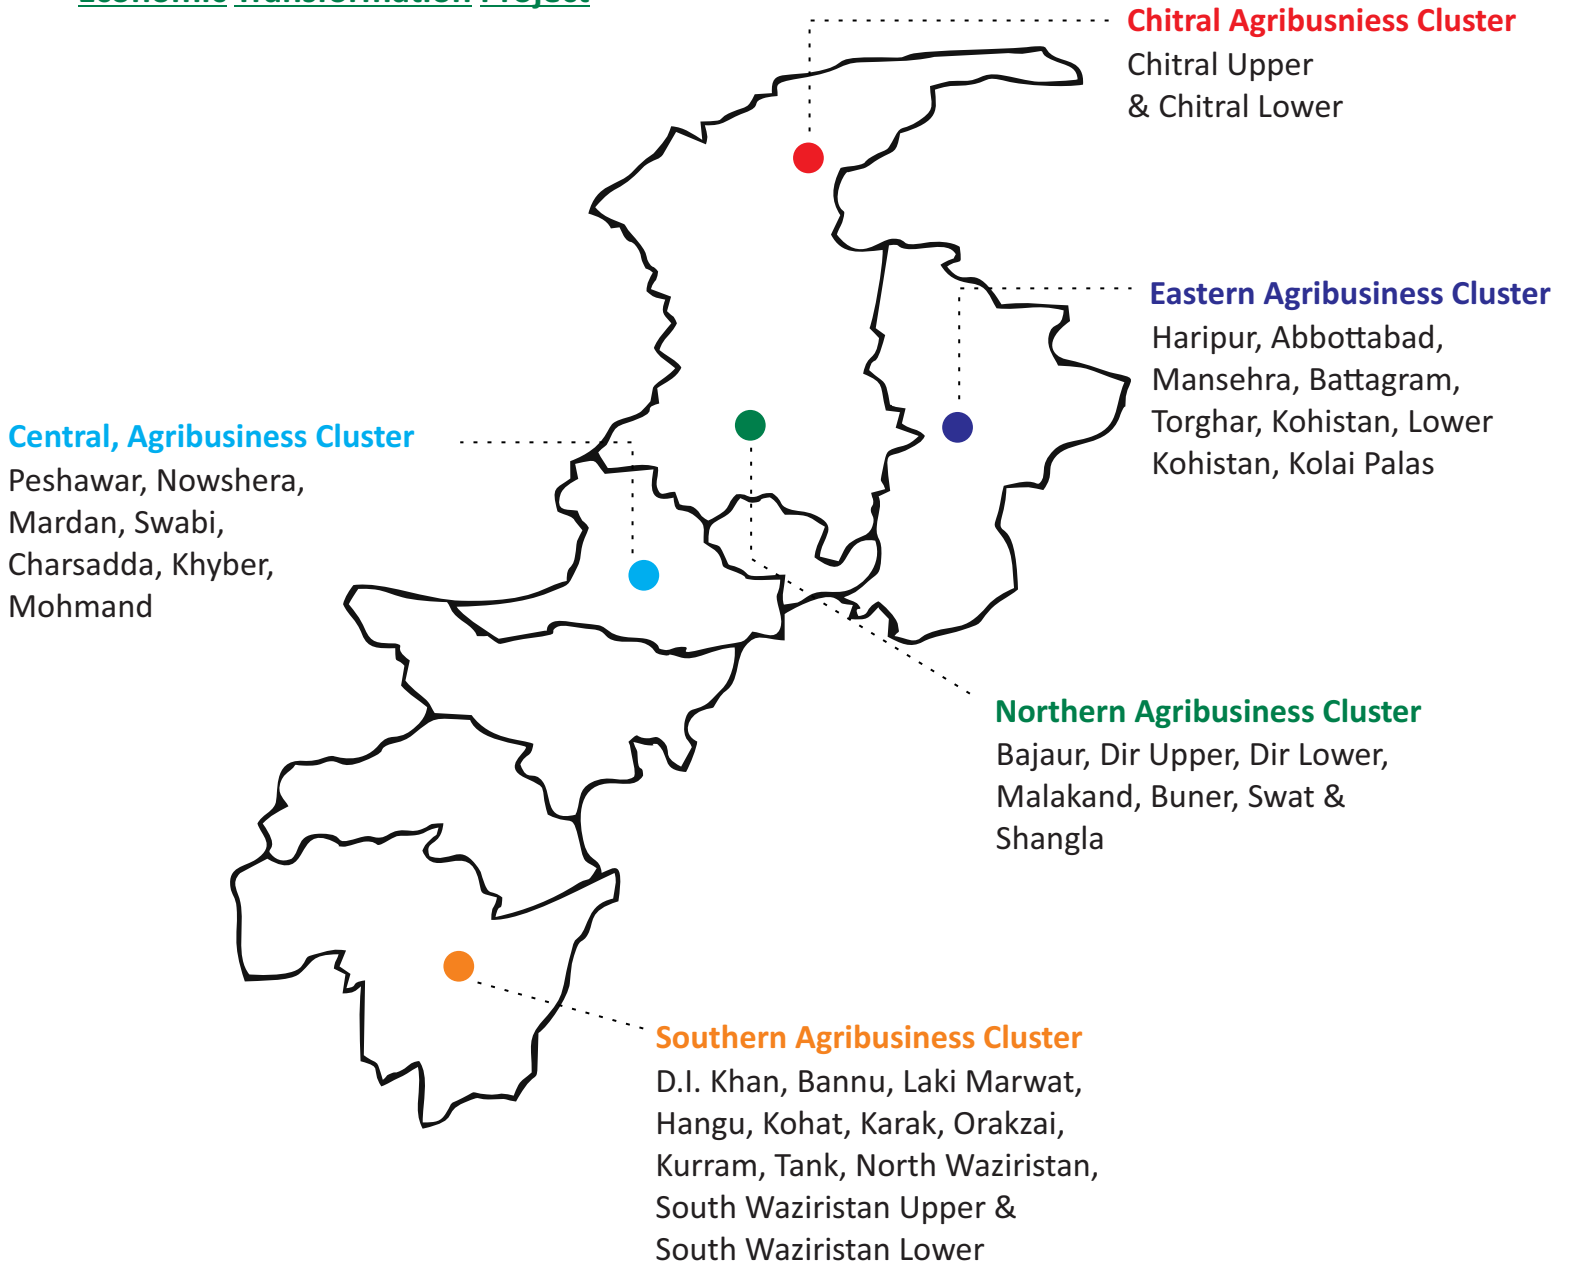 Economic Transformation Project
Chitral Agribusniess Cluster
Chitral Upper
& Chitral Lower
Eastern Agribusiness Cluster
Haripur, Abbottabad,
Mansehra, Battagram,
Torghar, Kohistan, Lower
Kohistan, Kolai Palas
Central, Agribusiness Cluster
Peshawar, Nowshera,
Mardan, Swabi,
Charsadda, Khyber,
Mohmand
Northern Agribusiness Cluster
Bajaur, Dir Upper, Dir Lower,
Malakand, Buner, Swat &
Shangla
Southern Agribusiness Cluster
D.I. Khan, Bannu, Laki Marwat,
Hangu, Kohat, Karak, Orakzai,
Kurram, Tank, North Waziristan,
South Waziristan Upper &
South Waziristan Lower